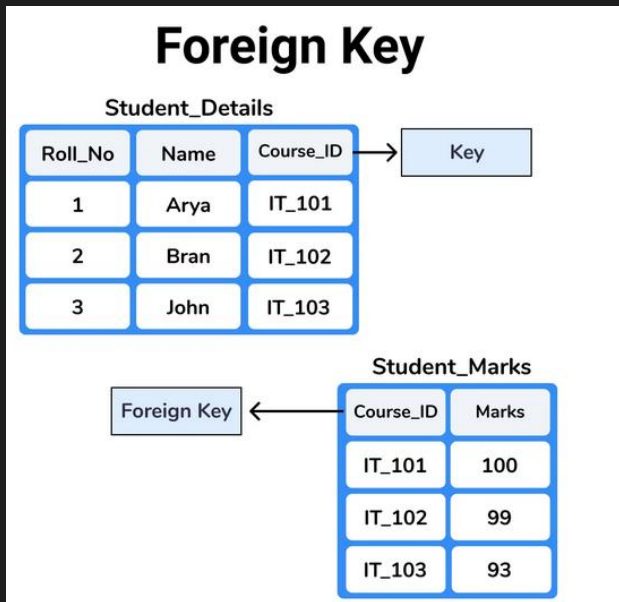 Foreign Key
Student_Details
Roll_No Name Course_ID Key
1 Arya IT_101
2 Bran IT_102
3 John IT_103
Student_Marks
Foreign Key Course_ID Marks
IT_101 100
IT_102 99
IT_103 93